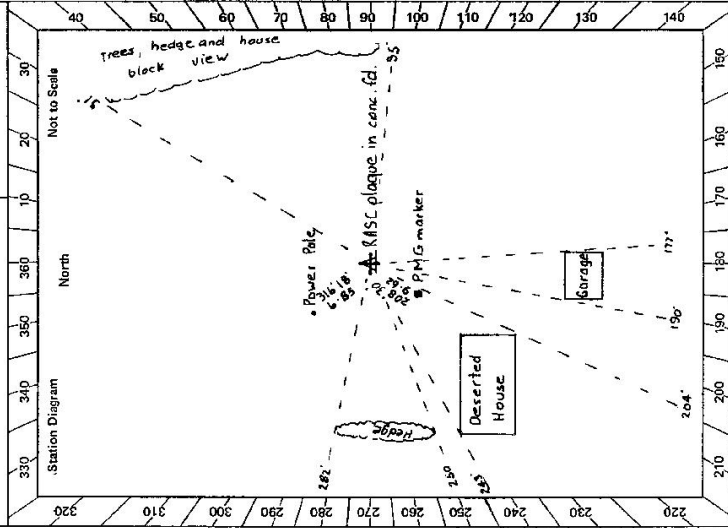 40 50 60 70 80 90 100 110 120 130 140
30 20 10 360 350 340 330
Not to Scale
North
Station Diagram
Trees, hedge and house
block view
95°
RASC plaque in conc. fd.
Power Pole
316° 18'
6.85
PMG marker
Garage
Deserted
House
Hedge
177°
190°
204°
250
282°
150 160 170 180 190 200 210
320 310 300 290 280 270 260 250 240 230 220